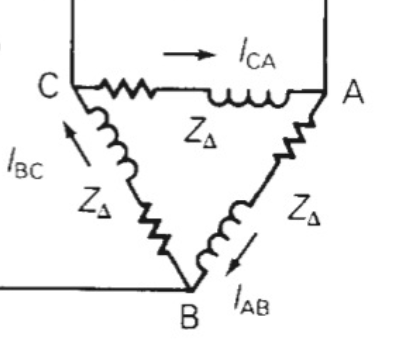 I_CA
C A
Z_Δ
I_BC
Z_Δ Z_Δ
I_AB
B